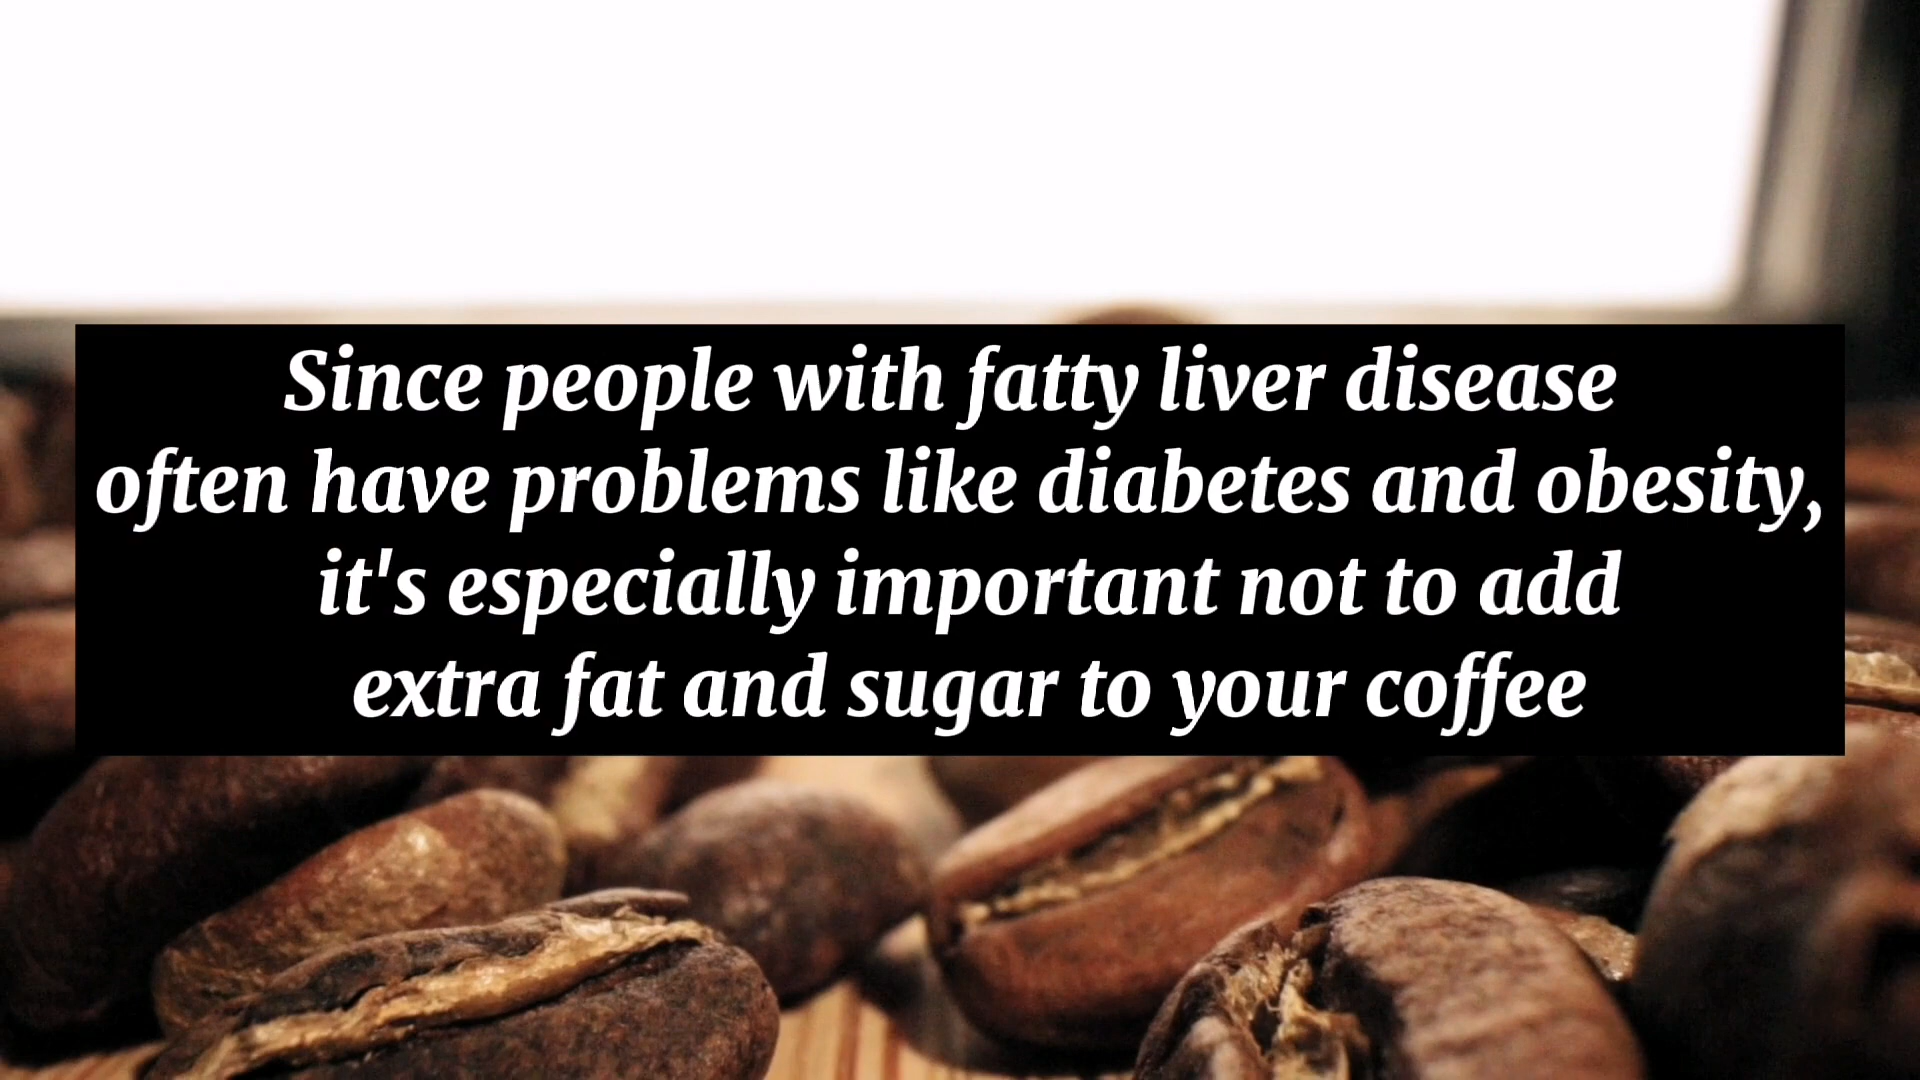 Since people with fatty liver disease
often have problems like diabetes and obesity,
it's especially important not to add
extra fat and sugar to your coffee